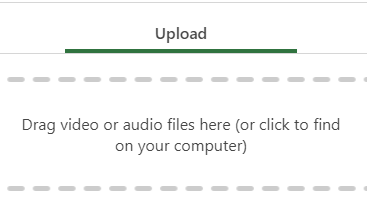 Upload
Drag video or audio files here (or click to find
on your computer)